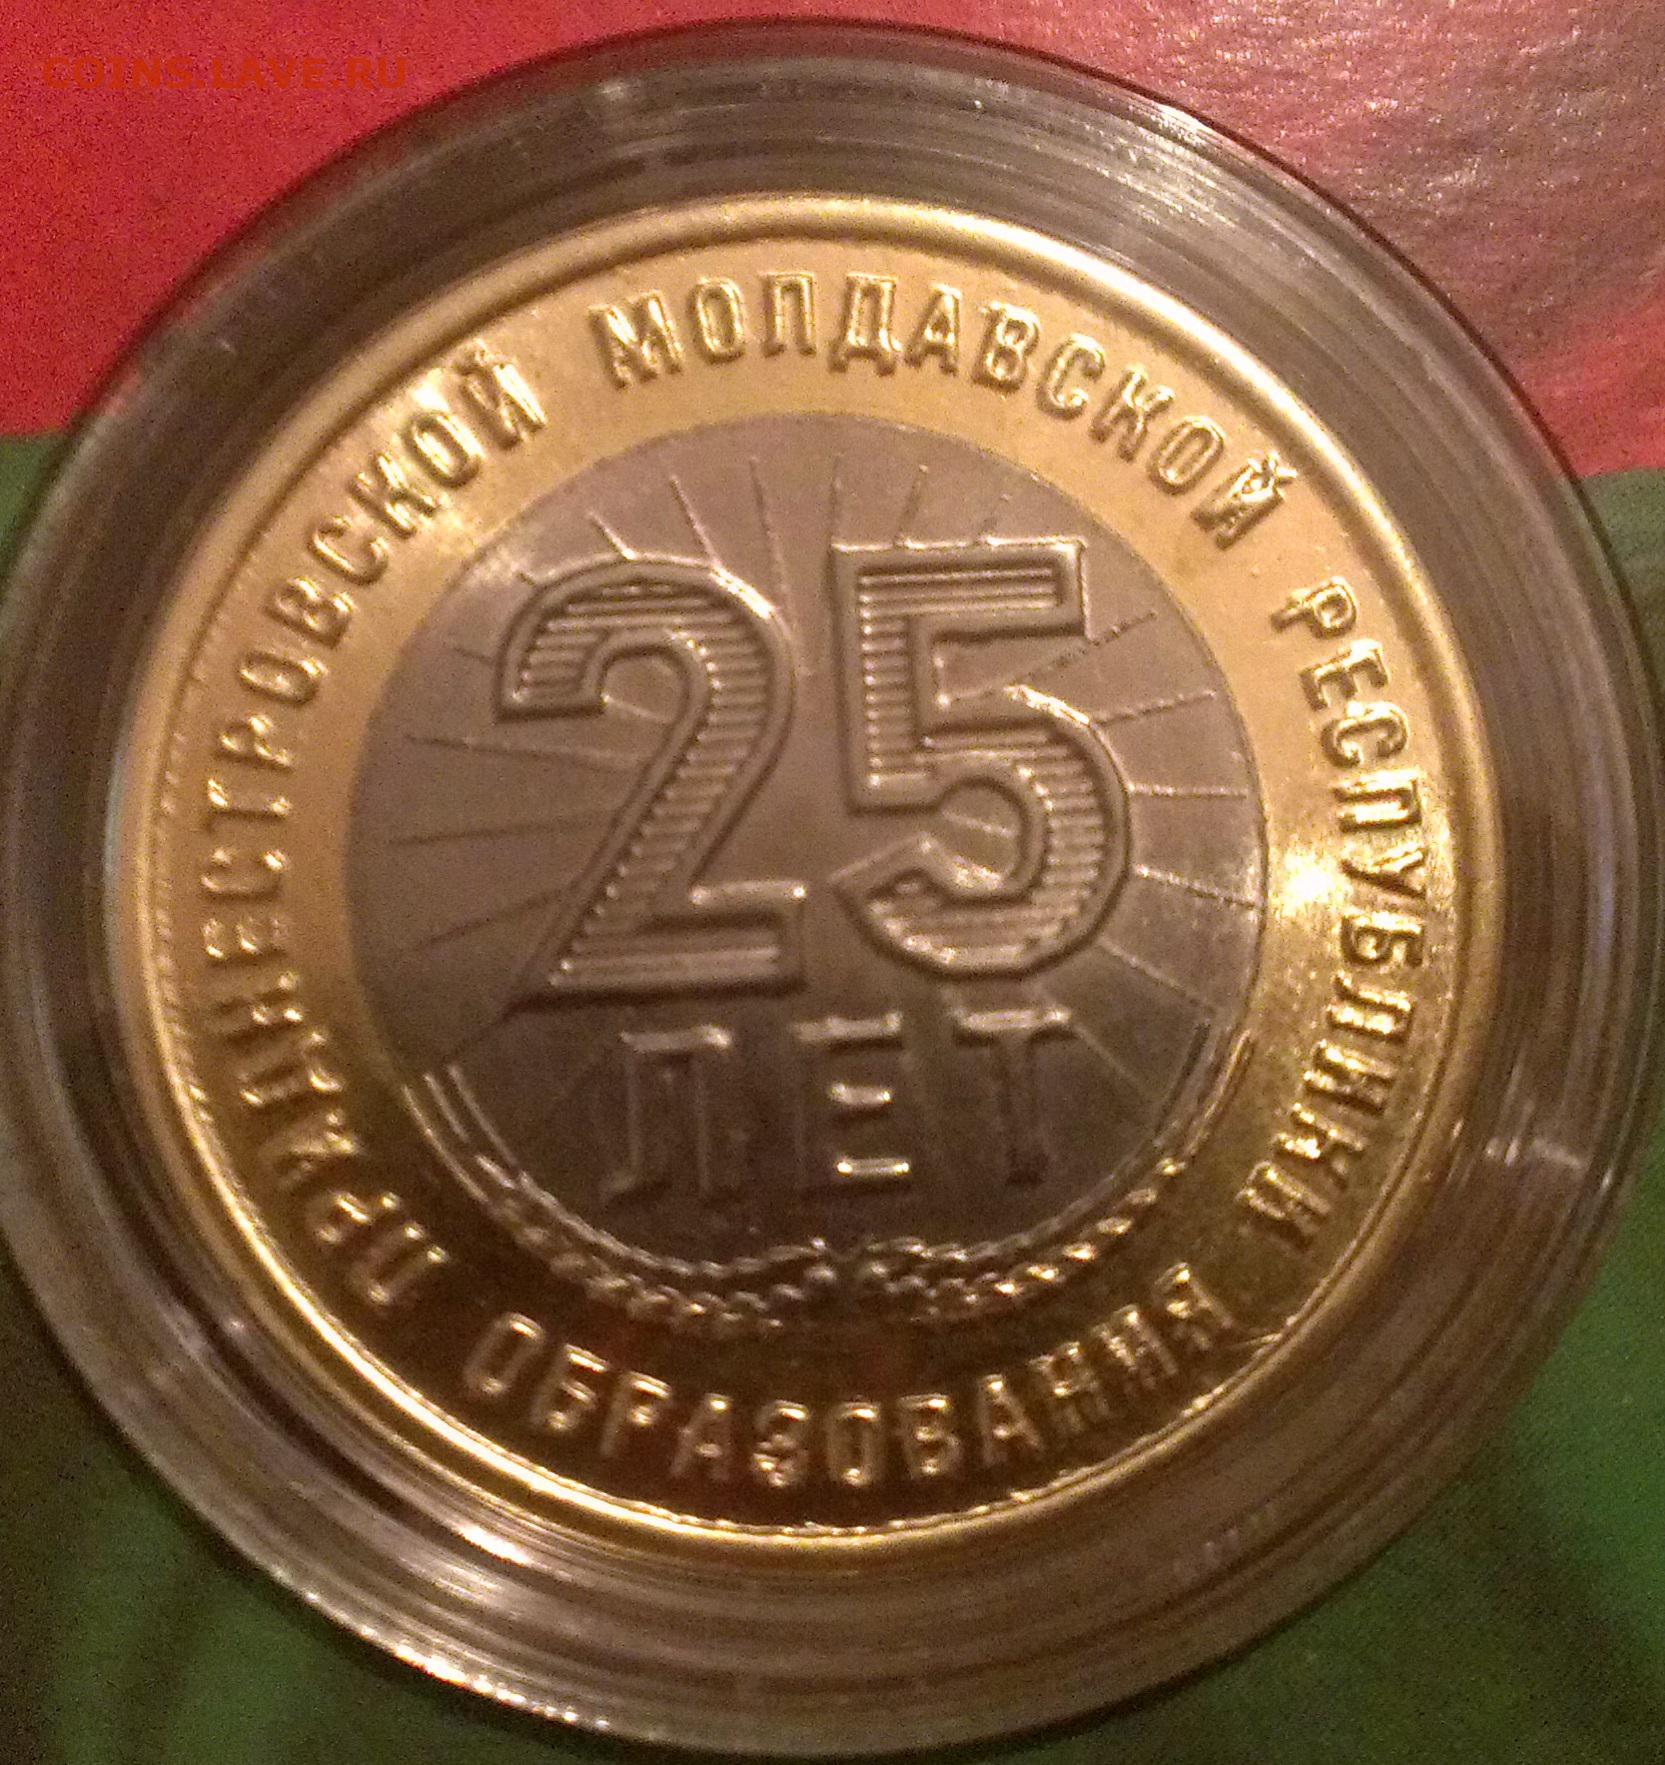 COINS.LAVE.RU
25
ЛЕТ
ОБРАЗОВАНИЯ ПРИДНЕСТРОВСКОЙ МОЛДАВСКОЙ РЕСПУБЛИКИ